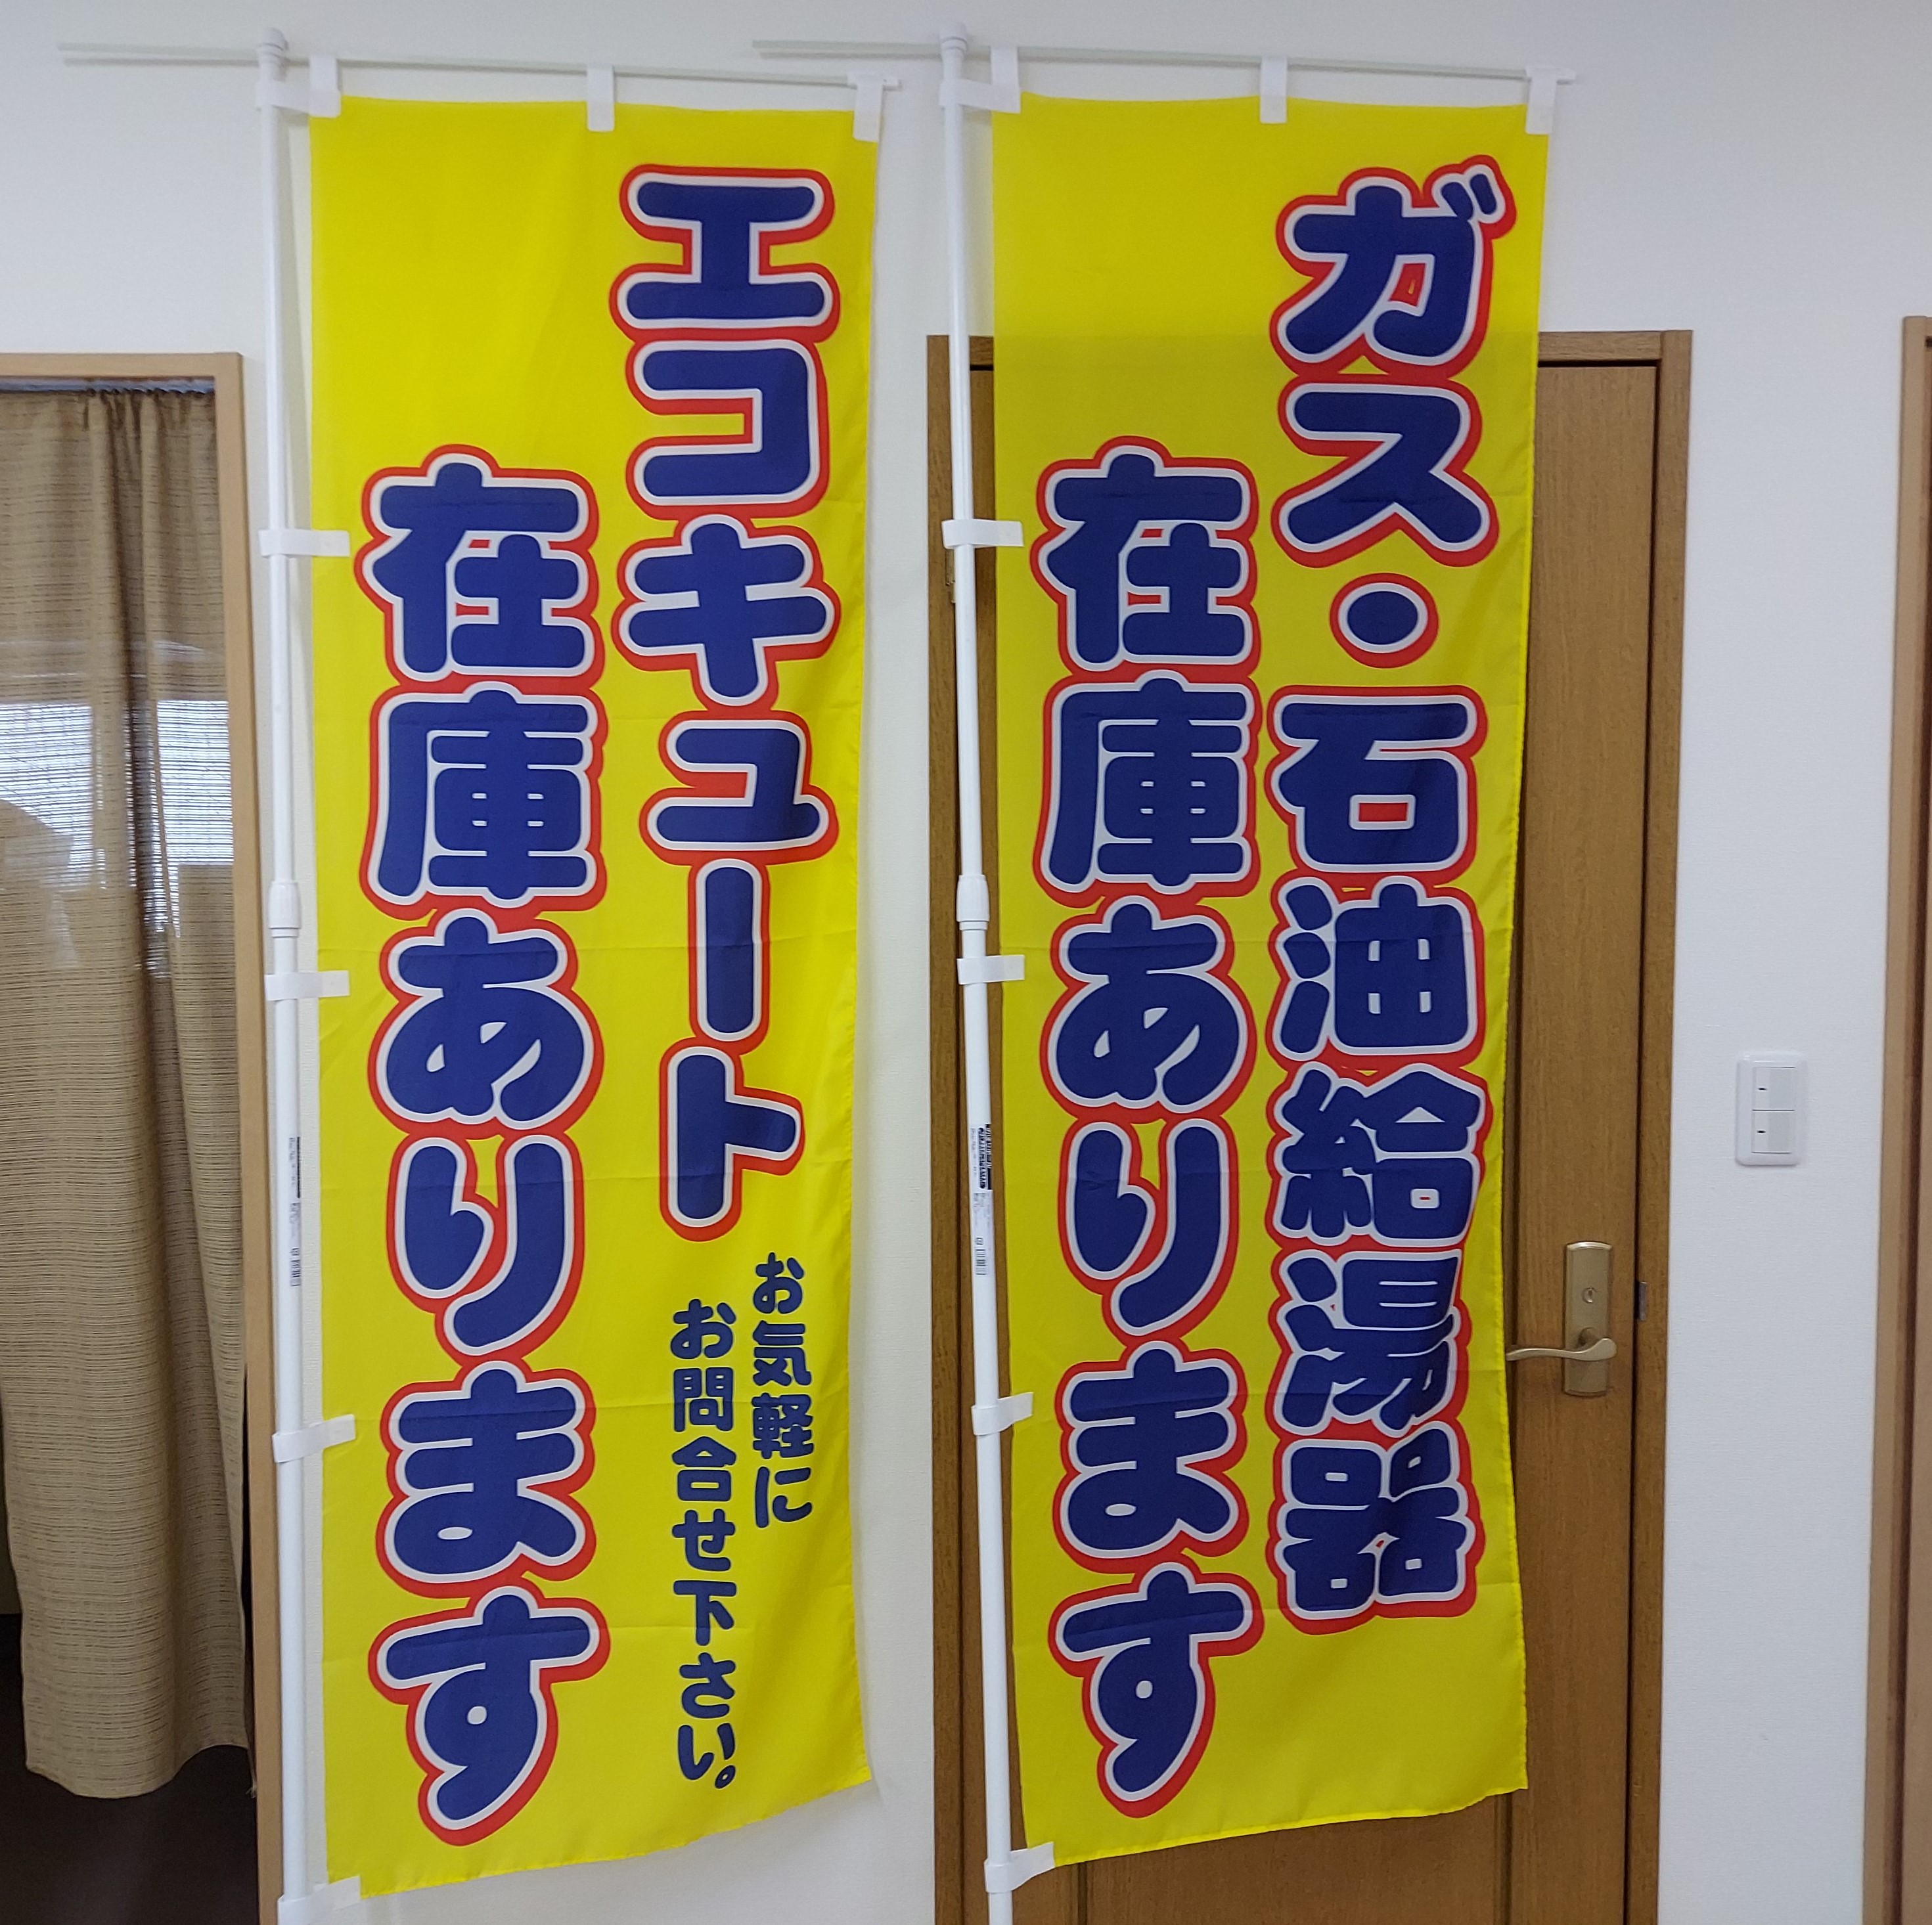 エコキュート
お気軽に
お問合せ下さい。
在庫あります
ガス・石油給湯器
在庫あります